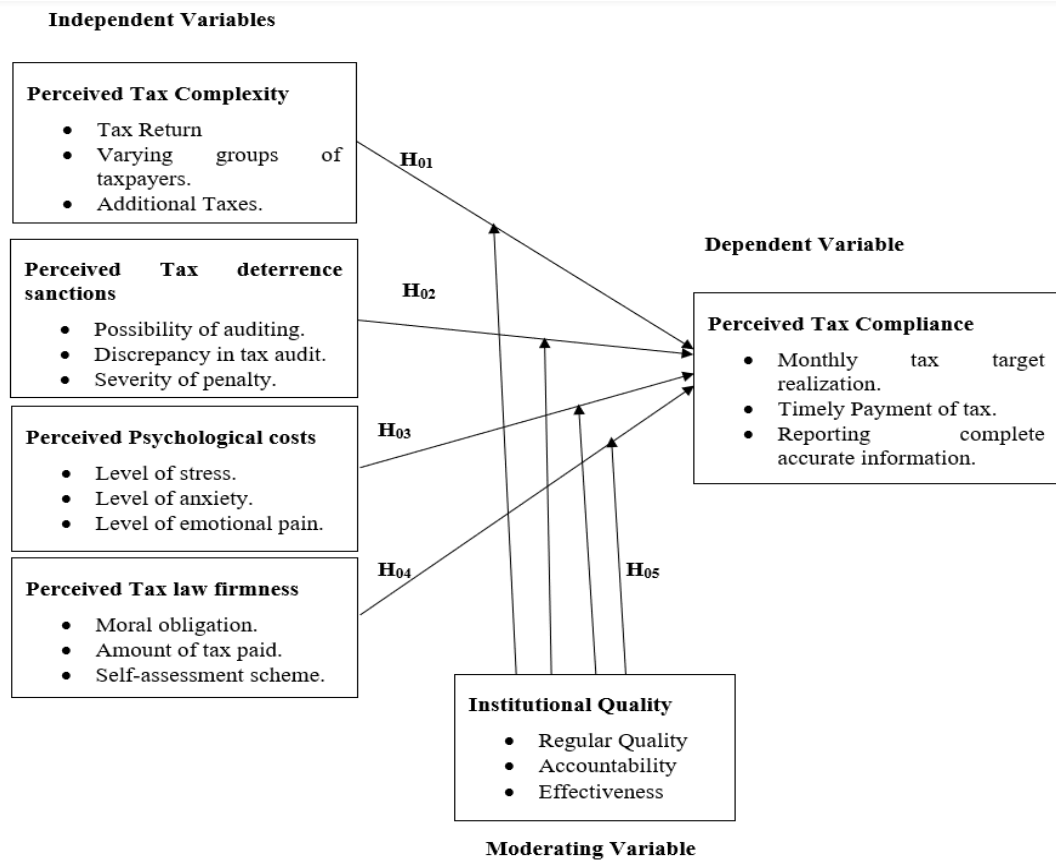 Independent Variables
Perceived Tax Complexity
• Tax Return
• Varying groups of
taxpayers.
• Additional Taxes.
H01
Perceived Tax deterrence
sanctions
• Possibility of auditing.
• Discrepancy in tax audit.
• Severity of penalty.
H02
Perceived Psychological costs
• Level of stress.
• Level of anxiety.
• Level of emotional pain.
H03
Perceived Tax law firmness
• Moral obligation.
• Amount of tax paid.
• Self-assessment scheme.
H04
Dependent Variable
Perceived Tax Compliance
• Monthly tax target
realization.
• Timely Payment of tax.
• Reporting complete
accurate information.
H05
Institutional Quality
• Regular Quality
• Accountability
• Effectiveness
Moderating Variable